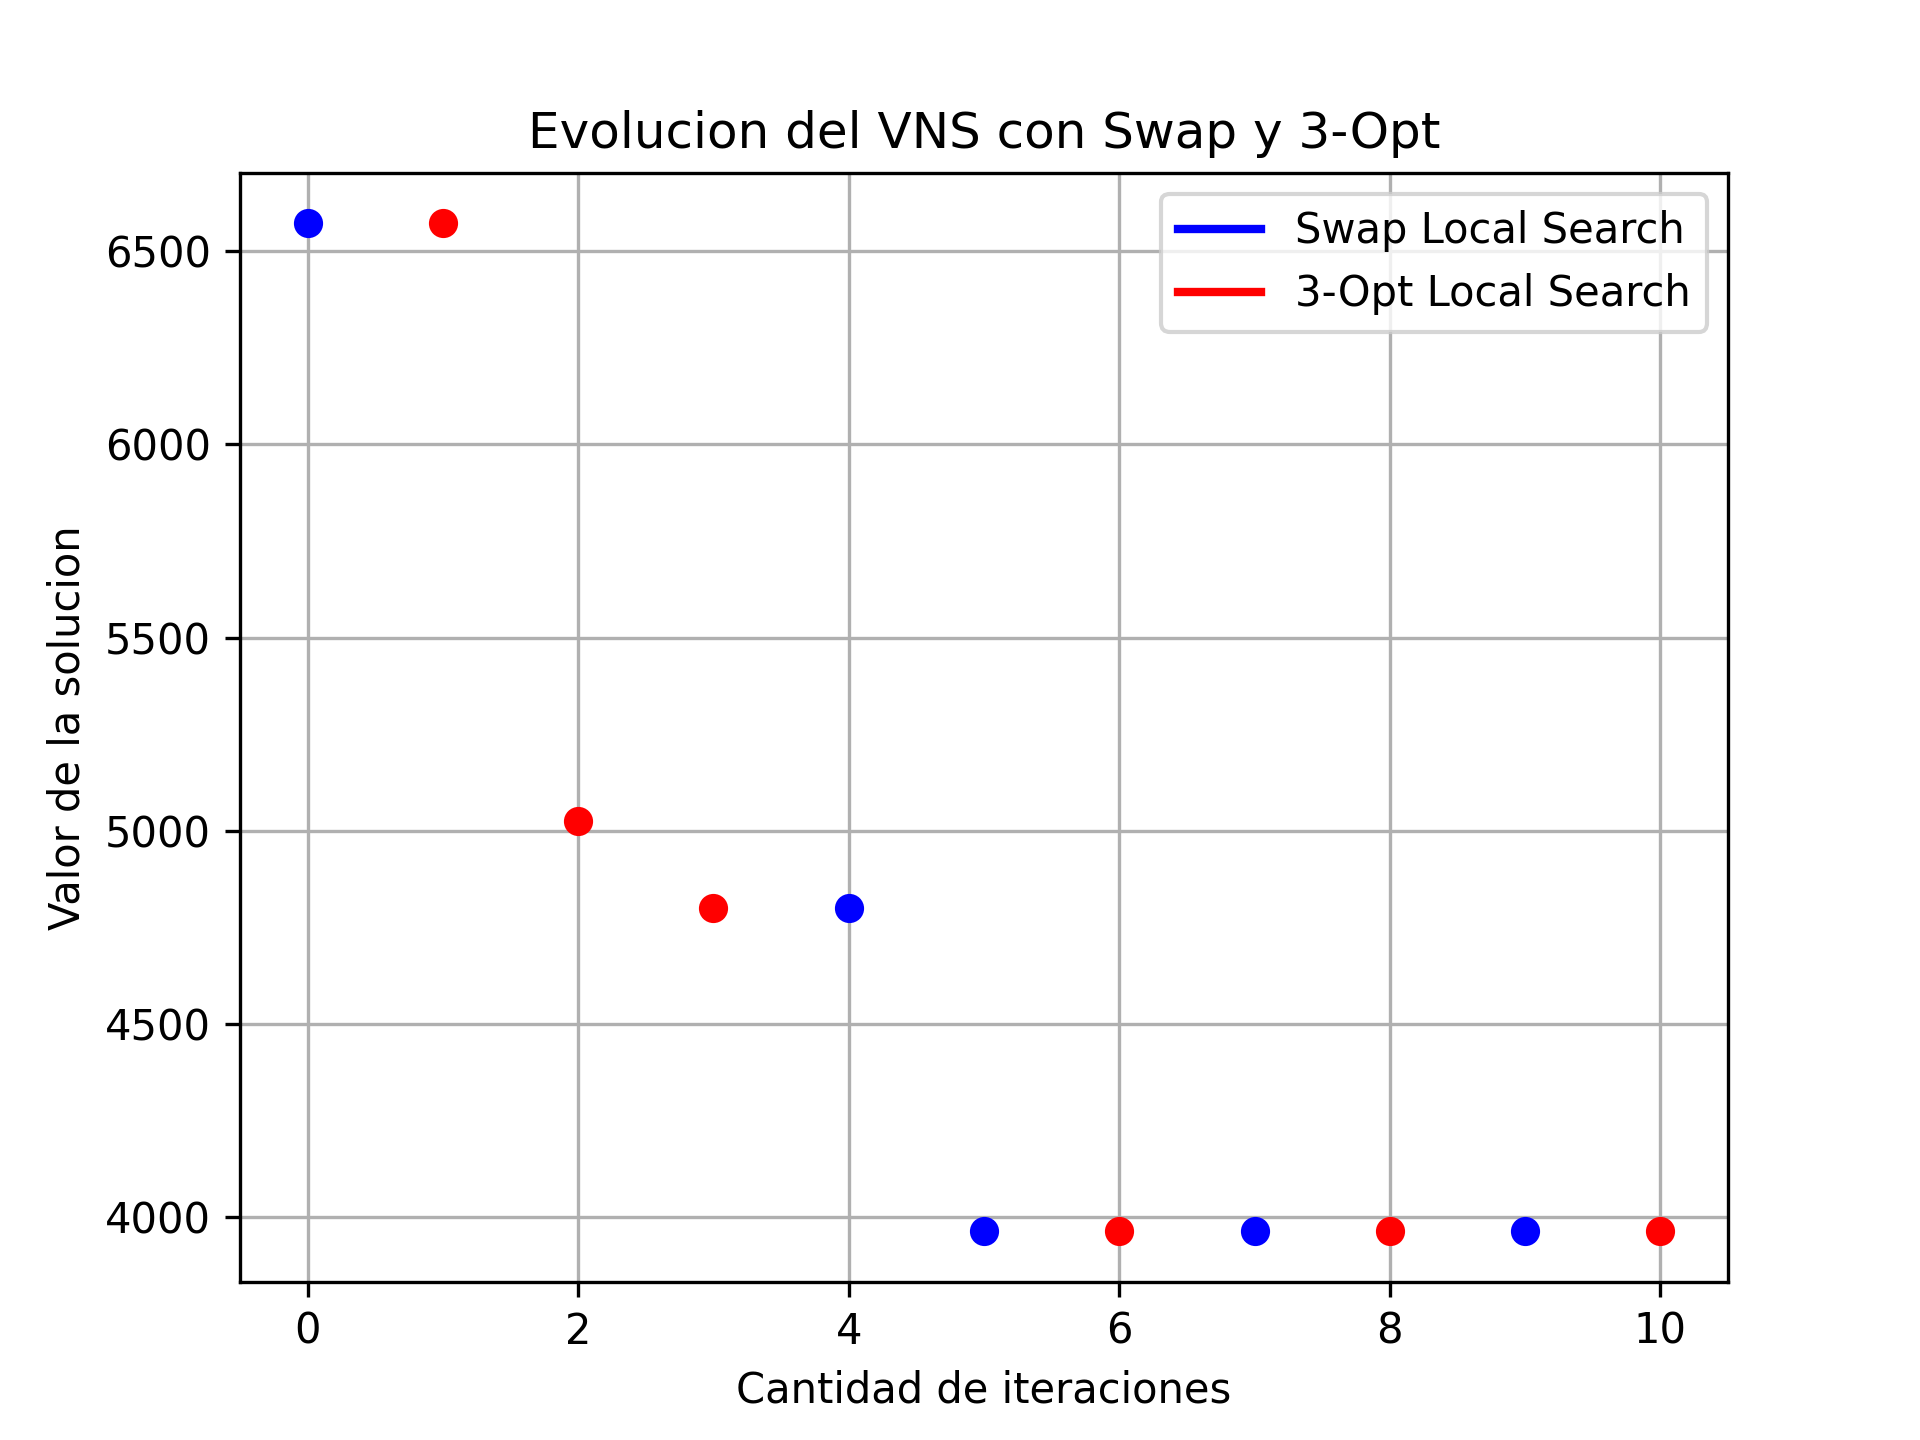 Evolucion del VNS con Swap y 3-Opt
Swap Local Search
3-Opt Local Search
6500
6000
5500
5000
4500
4000
Valor de la solucion
0 2 4 6 8 10
Cantidad de iteraciones